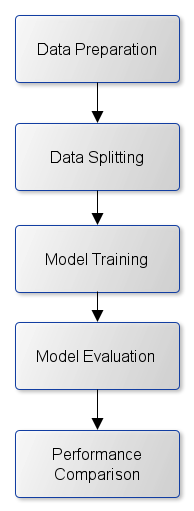 Data Preparation
Data Splitting
Model Training
Model Evaluation
Performance
Comparison